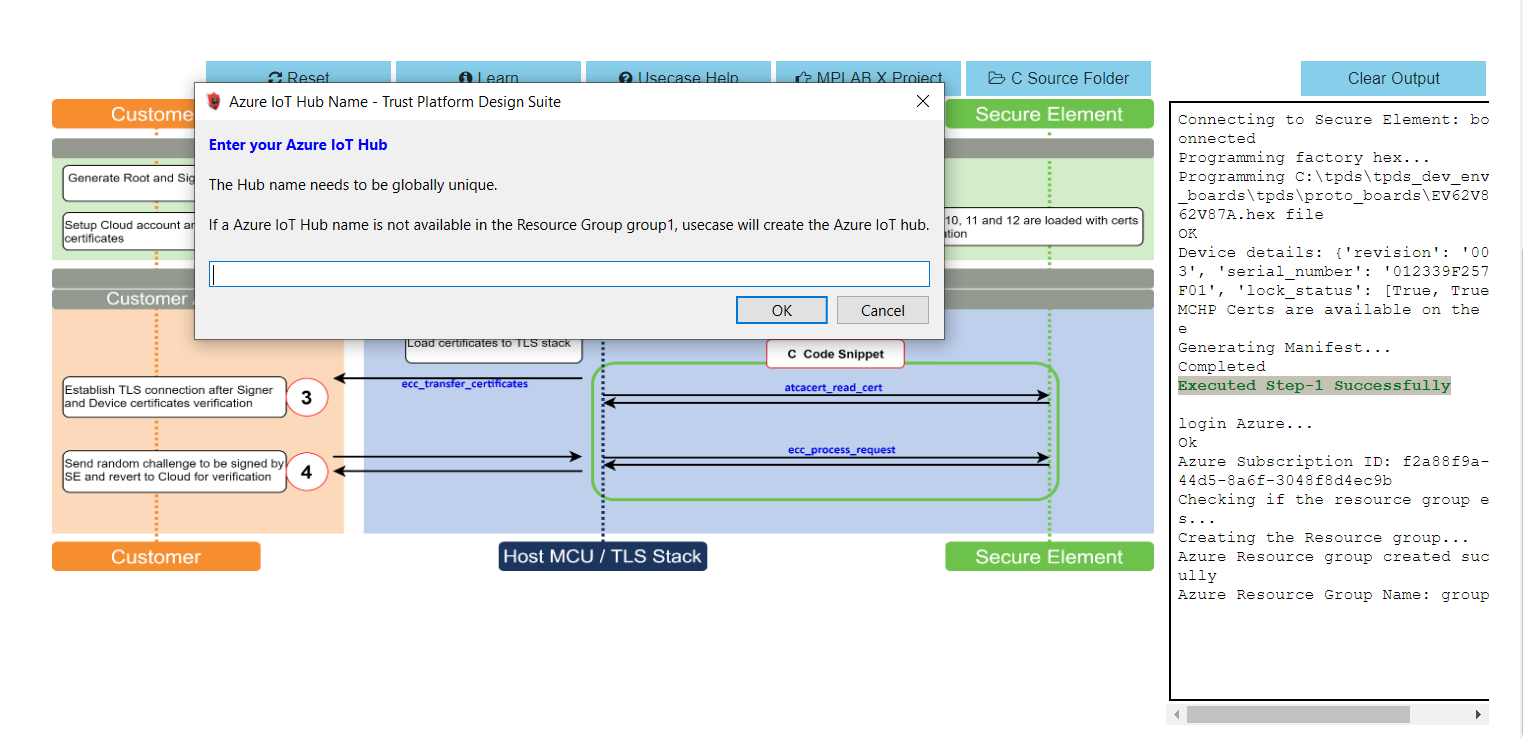 Reset
Learn
Usecase Help
MPLAB X Project
C Source Folder
Clear Output
Azure IoT Hub Name - Trust Platform Design Suite
Enter your Azure IoT Hub
The Hub name needs to be globally unique.
If a Azure IoT Hub name is not available in the Resource Group group1, usecase will create the Azure IoT hub.
OK
Cancel
Custome
Secure Element
Generate Root and Sig
Setup Cloud account an
certificates
10, 11 and 12 are loaded with certs
ation
Customer
Load certificates to TLS stack
C Code Snippet
ecc_transfer_certificates
atcacert_read_cert
Establish TLS connection after Signer
and Device certificates verification
3
ecc_process_request
Send random challenge to be signed by
SE and revert to Cloud for verification
4
Customer
Host MCU / TLS Stack
Secure Element
Connecting to Secure Element: bo
onnected
Programming factory hex...
Programming C:\tpds\tpds_dev_env
_boards\tpds\proto_boards\EV62V8
62V87A.hex file
OK
Device details: {'revision': '00
3', 'serial_number': '012339F257
F01', 'lock_status': [True, True
MCHP Certs are available on the
e
Generating Manifest...
Completed
Executed Step-1 Successfully
login Azure...
Ok
Azure Subscription ID: f2a88f9a-
44d5-8a6f-3048f8d4ec9b
Checking if the resource group e
s...
Creating the Resource group...
Azure Resource group created suc
ully
Azure Resource Group Name: group